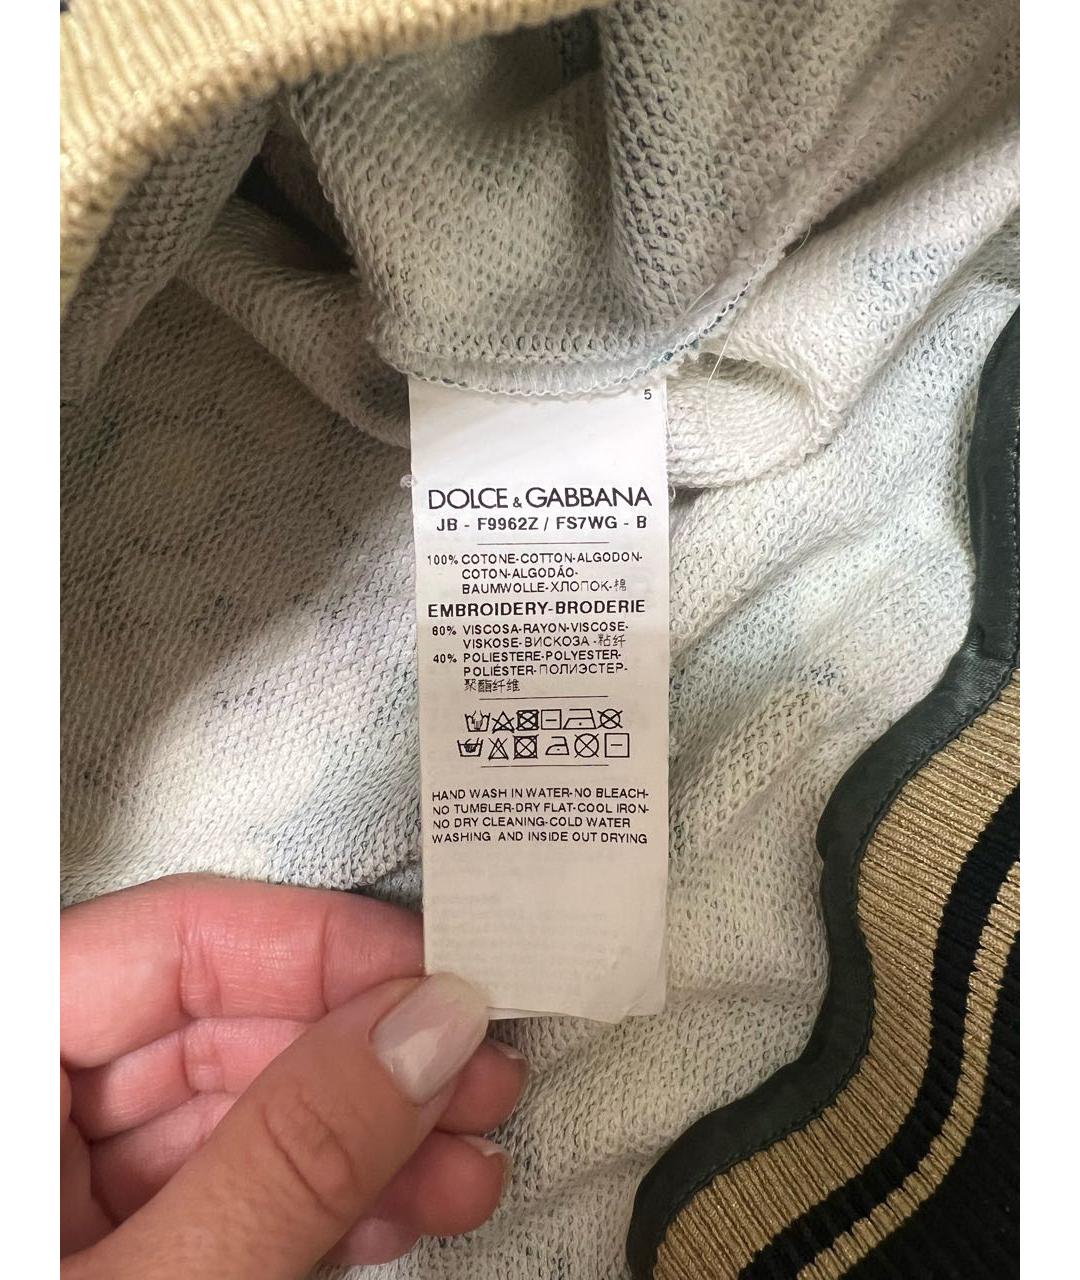 5
DOLCE & GABBANA
JB - F9962Z / FS7WG - B
100% COTONE-COTTON-ALGODON-
COTON-ALGODÃO-
BAUMWOLLE-ХЛОПОК-棉
EMBROIDERY-BRODERIE
60% VISCOSA-RAYON-VISCOSE-
VISKOSE-ВИСКОЗА-粘纤
40% POLIESTERE-POLYESTER-
POLIÉSTER-ПОЛИЭСТЕР-
聚酯纤维
HAND WASH IN WATER-NO BLEACH-
NO TUMBLER-DRY FLAT-COOL IRON-
NO DRY CLEANING-COLD WATER
WASHING AND INSIDE OUT DRYING